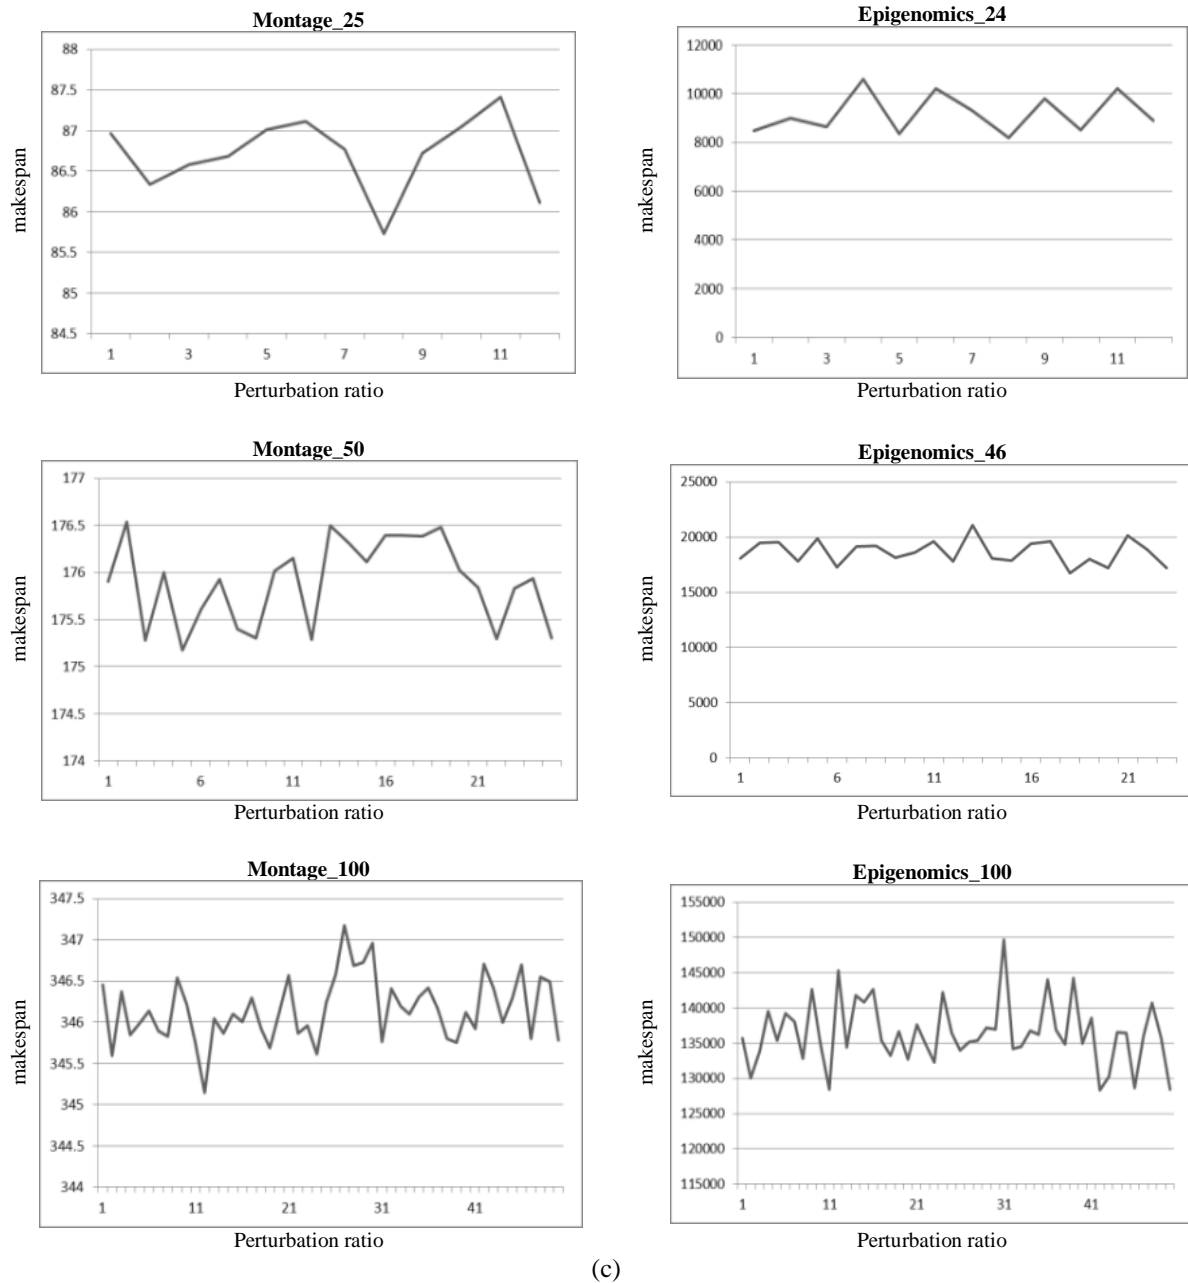 Montage_25
88
87.5
87
86.5
86
85.5
85
84.5
1 3 5 7 9 11
makespan
Perturbation ratio
Epigenomics_24
12000
10000
8000
6000
4000
2000
0
1 3 5 7 9 11
makespan
Perturbation ratio
Montage_50
177
176.5
176
175.5
175
174.5
174
1 6 11 16 21
makespan
Perturbation ratio
Epigenomics_46
25000
20000
15000
10000
5000
0
1 6 11 16 21
makespan
Perturbation ratio
Montage_100
347.5
347
346.5
346
345.5
345
344.5
344
1 11 21 31 41
makespan
Perturbation ratio
Epigenomics_100
155000
150000
145000
140000
135000
130000
125000
120000
115000
1 11 21 31 41
makespan
Perturbation ratio
(c)